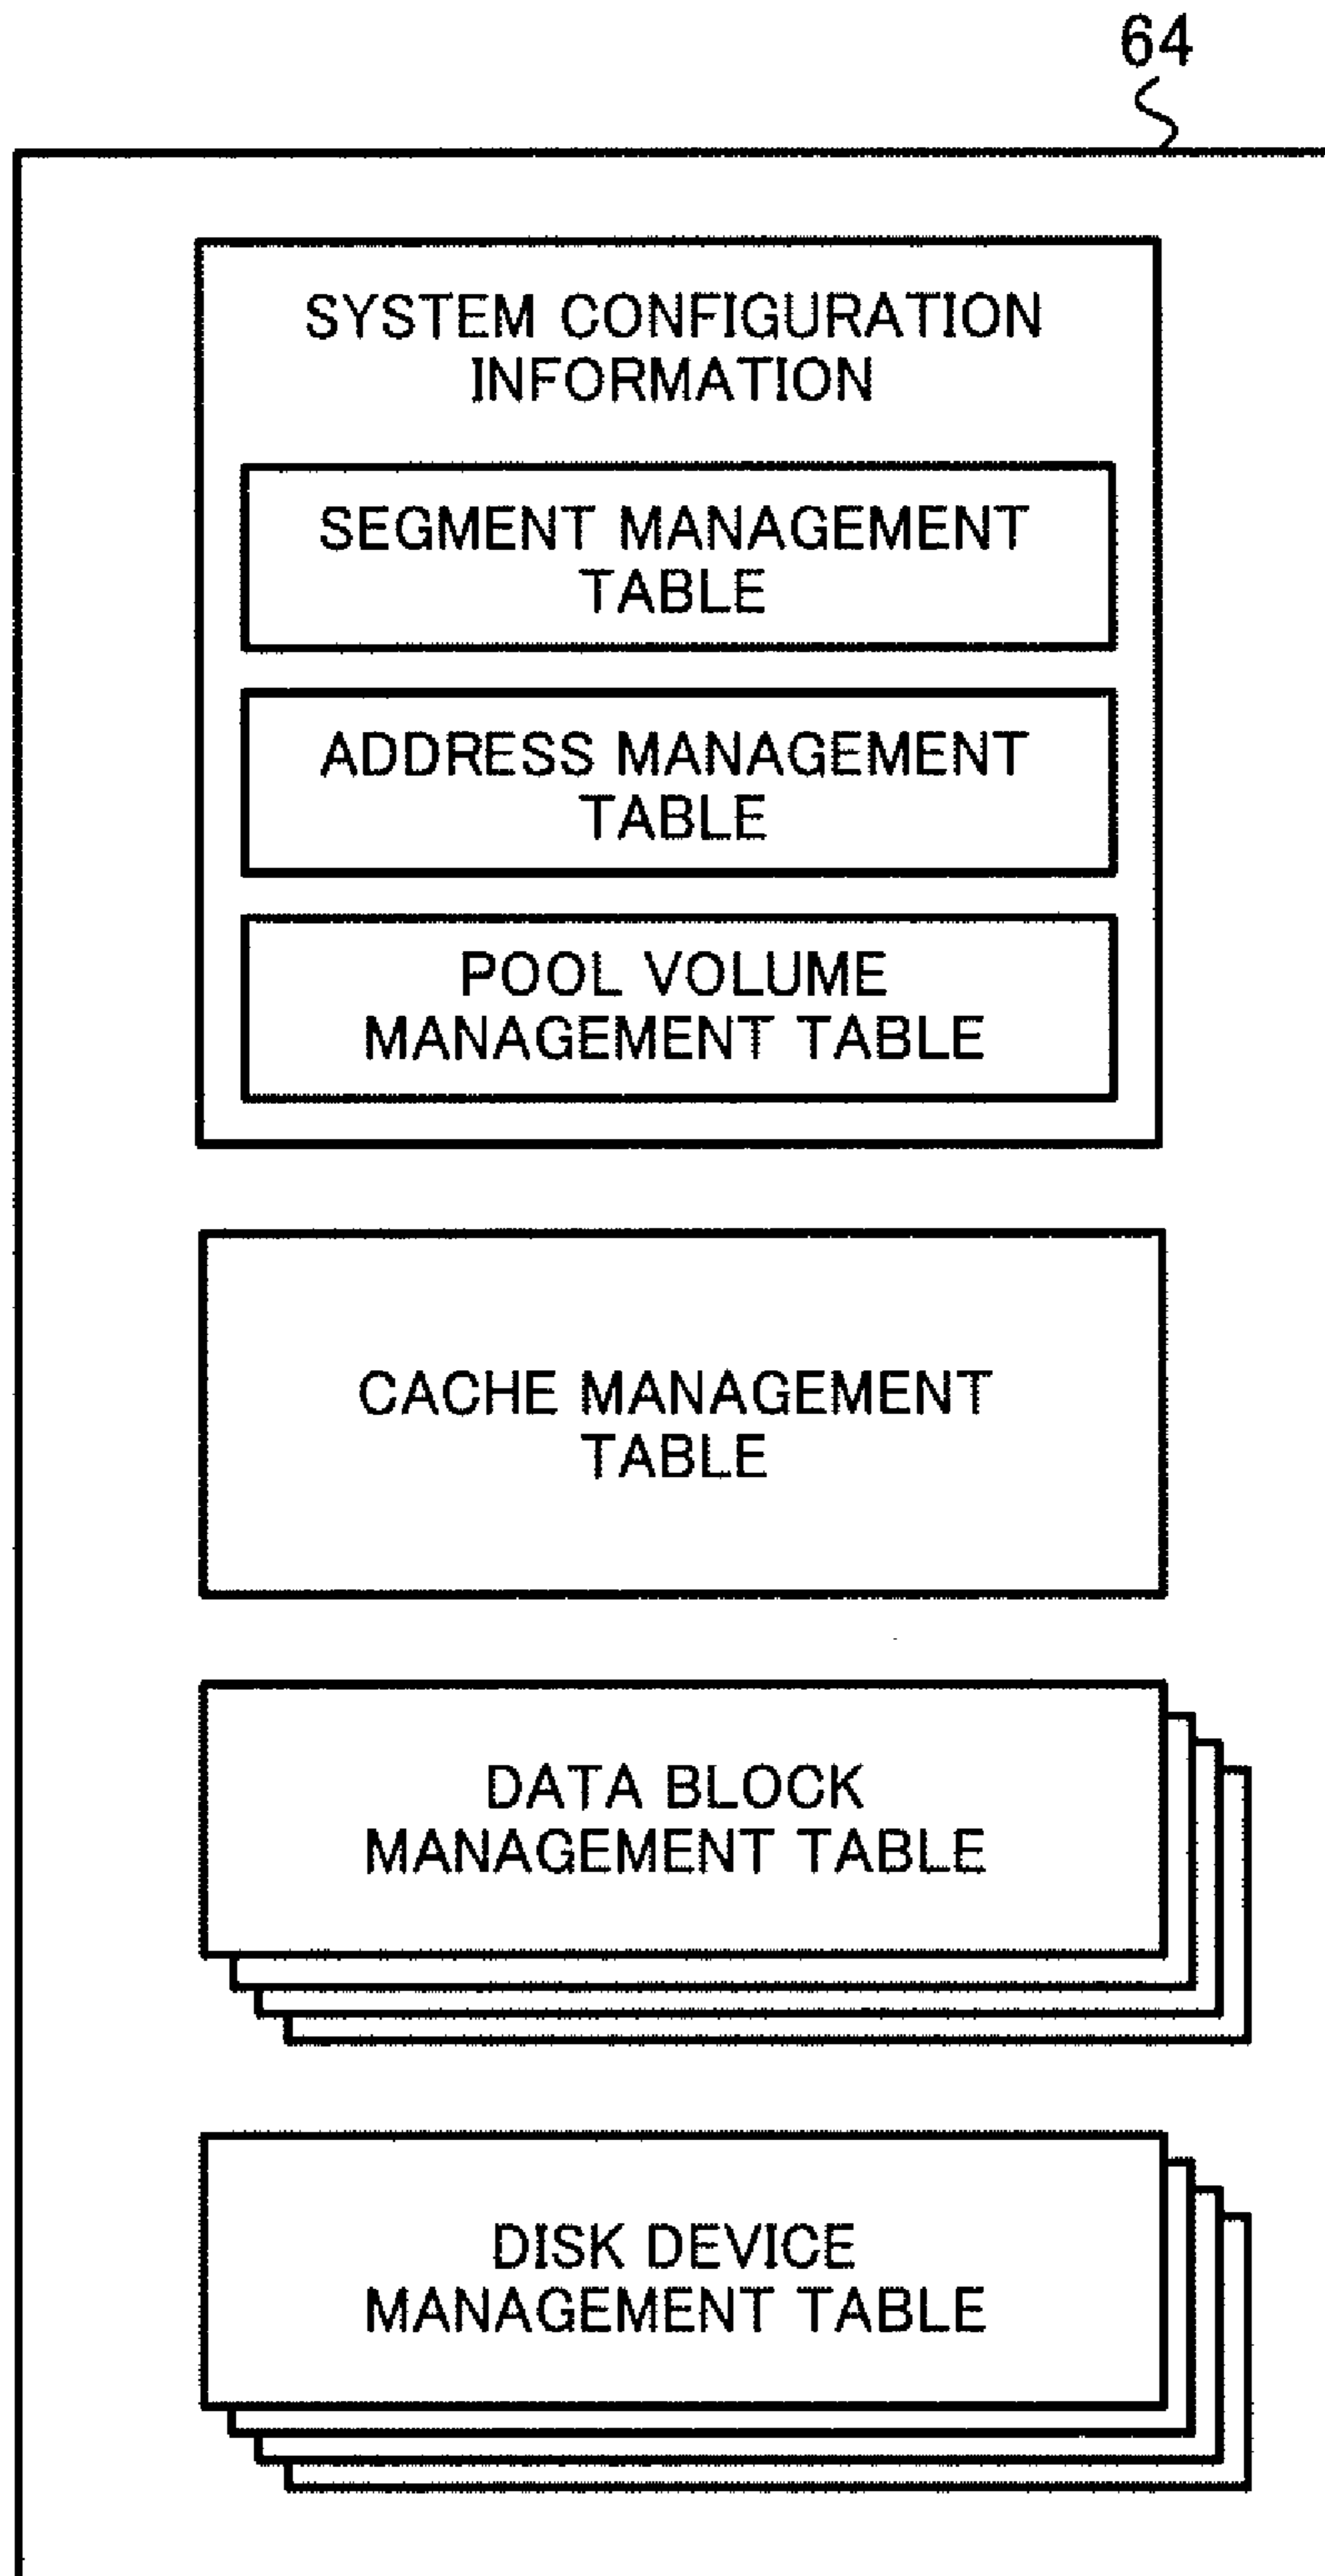 64
SYSTEM CONFIGURATION
INFORMATION
SEGMENT MANAGEMENT
TABLE
ADDRESS MANAGEMENT
TABLE
POOL VOLUME
MANAGEMENT TABLE
CACHE MANAGEMENT
TABLE
DATA BLOCK
MANAGEMENT TABLE
DISK DEVICE
MANAGEMENT TABLE